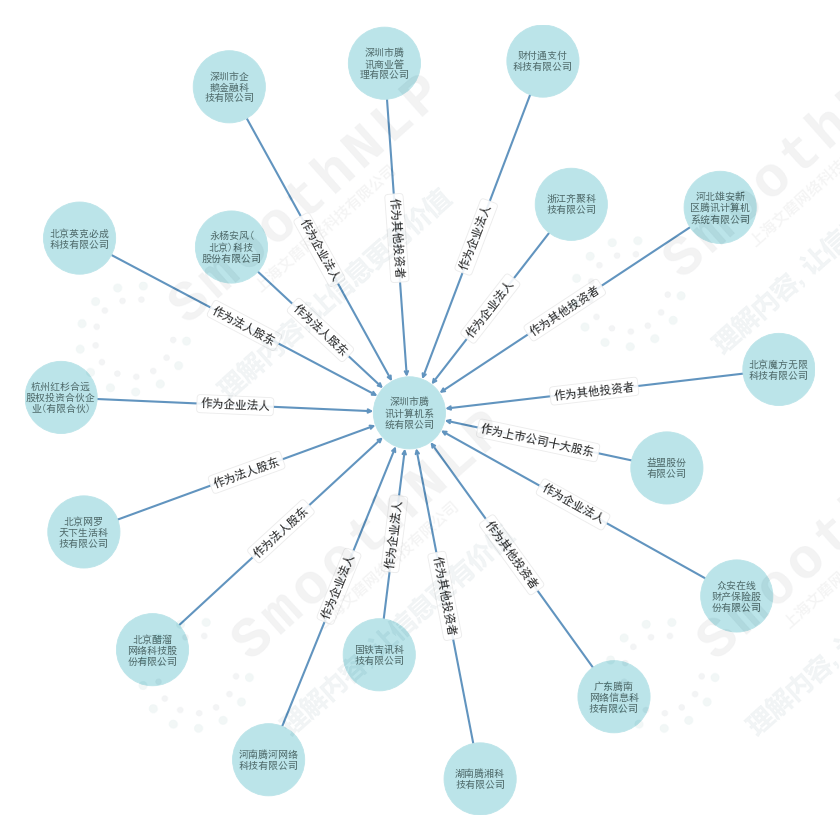 深圳市腾
讯商业管
理有限公司
财付通支付
科技有限公司
深圳市企
鹅金融科
技有限公司
浙江齐聚科
技有限公司
河北雄安新
区腾讯计算机
系统有限公司
北京英克必成
科技有限公司
永杨安风(
北京)科技
股份有限公司
作为其他投资者
作为企业法人
作为企业法人
作为企业法人
作为其他投资者
作为法人股东
作为法人股东
北京魔方无限
科技有限公司
作为其他投资者
杭州红杉合远
股权投资合伙企
业(有限合伙)
作为企业法人
深圳市腾
讯计算机系
统有限公司
作为上市公司十大股东
益盟股份
有限公司
作为法人股东
作为企业法人
北京网罗
天下生活科
技有限公司
作为法人股东
作为企业法人
作为企业法人
作为其他投资者
作为其他投资者
众安在线
财产保险股
份有限公司
北京醋溜
网络科技股
份有限公司
国铁吉讯科
技有限公司
广东腾南
网络信息科
技有限公司
河南腾河网络
科技有限公司
湖南腾湘科
技有限公司
SmoothNLP
理解内容,让信息更有价值